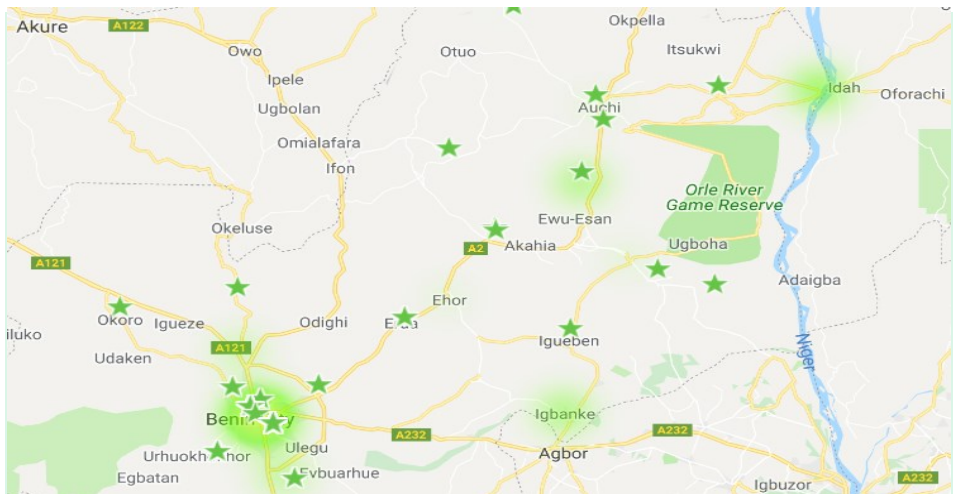 Akure
A122
Okpella
Owo
Otuo
Itsukwi
Ipele
Idah
Oforachi
Ugbolan
Auchi
Omialafara
Ifon
Orle River
Game Reserve
Ewu-Esan
Okeluse
A2
Akahia
Ugboha
A121
Adaigba
Ehor
Okoro
Igueze
Odighi
iluko
Igueben
A121
Udaken
Niger
Igbanke
A232
A232
Ulegu
Agbor
Evbuarhue
Egbatan
A232
Igbuzor